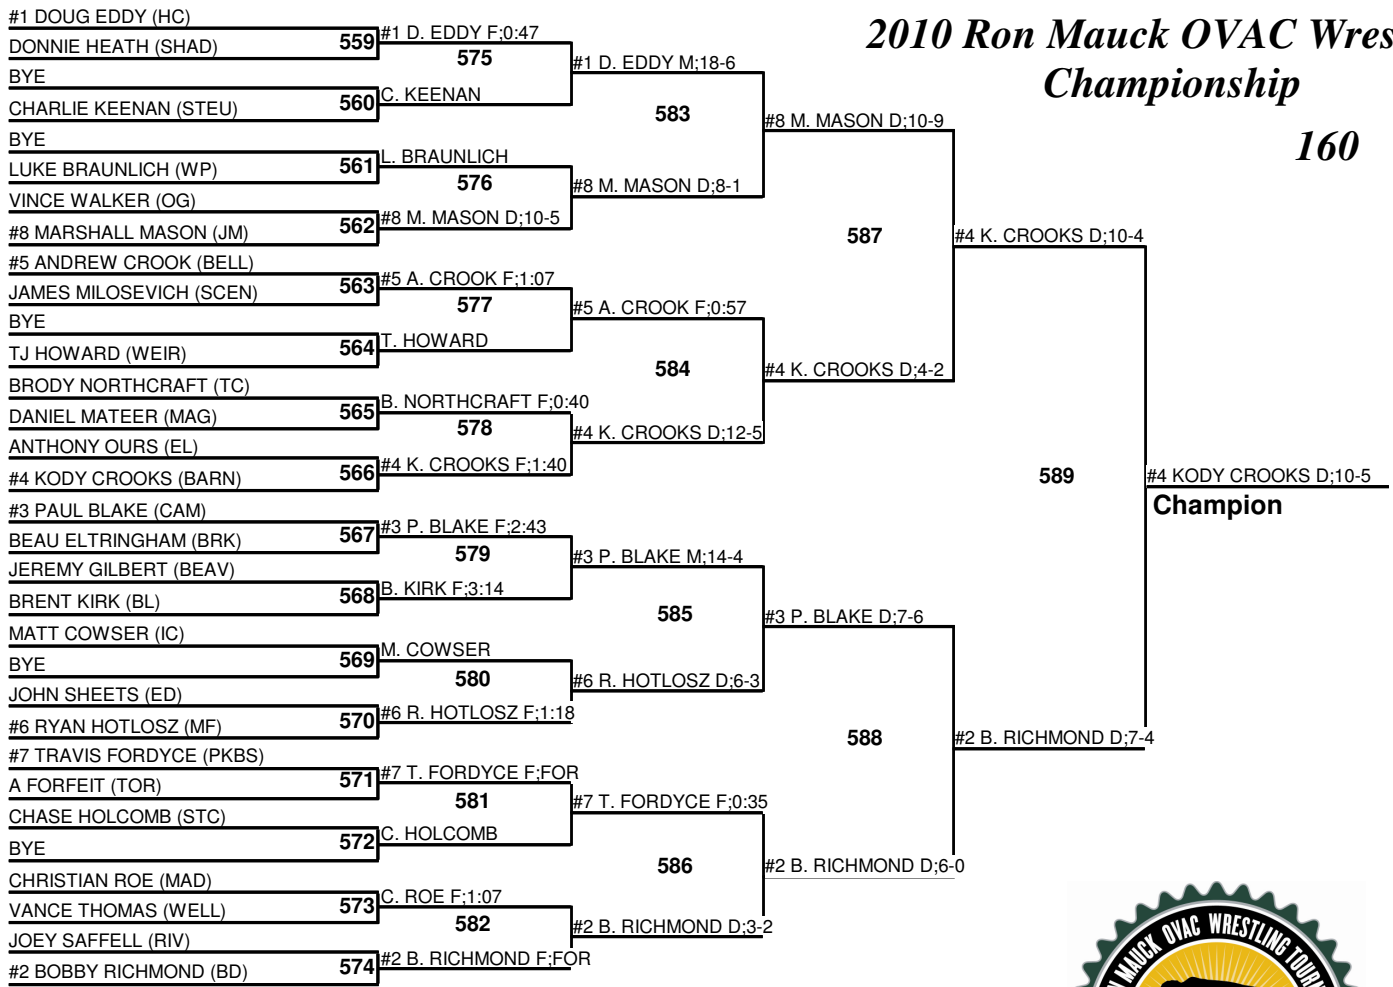 2010 Ron Mauck OVAC Wres
Championship
160
#1 DOUG EDDY (HC)
DONNIE HEATH (SHAD)
BYE
CHARLIE KEENAN (STEU)
BYE
LUKE BRAUNLICH (WP)
VINCE WALKER (OG)
#8 MARSHALL MASON (JM)
#5 ANDREW CROOK (BELL)
JAMES MILOSEVICH (SCEN)
BYE
TJ HOWARD (WEIR)
BRODY NORTHCRAFT (TC)
DANIEL MATEER (MAG)
ANTHONY OURS (EL)
#4 KODY CROOKS (BARN)
#3 PAUL BLAKE (CAM)
BEAU ELTRINGHAM (BRK)
JEREMY GILBERT (BEAV)
BRENT KIRK (BL)
MATT COWSER (IC)
BYE
JOHN SHEETS (ED)
#6 RYAN HOTLOSZ (MF)
#7 TRAVIS FORDYCE (PKBS)
A FORFEIT (TOR)
CHASE HOLCOMB (STC)
BYE
CHRISTIAN ROE (MAD)
VANCE THOMAS (WELL)
JOEY SAFFELL (RIV)
#2 BOBBY RICHMOND (BD)
559
560
561
562
563
564
565
566
567
568
569
570
571
572
573
574
#1 D. EDDY F;0:47
575
C. KEENAN
L. BRAUNLICH
576
#8 M. MASON D;10-5
#5 A. CROOK F;1:07
577
T. HOWARD
B. NORTHCRAFT F;0:40
578
#4 K. CROOKS F;1:40
#3 P. BLAKE F;2:43
579
B. KIRK F;3:14
M. COWSER
580
#6 R. HOTLOSZ F;1:18
#7 T. FORDYCE F;FOR
581
C. HOLCOMB
C. ROE F;1:07
582
#2 B. RICHMOND F;FOR
#1 D. EDDY M;18-6
583
#8 M. MASON D;8-1
#5 A. CROOK F;0:57
584
#4 K. CROOKS D;12-5
#3 P. BLAKE M;14-4
585
#6 R. HOTLOSZ D;6-3
#7 T. FORDYCE F;0:35
586
#2 B. RICHMOND D;3-2
#8 M. MASON D;10-9
587
#4 K. CROOKS D;4-2
#3 P. BLAKE D;7-6
588
#2 B. RICHMOND D;6-0
#4 K. CROOKS D;10-4
589
#2 B. RICHMOND D;7-4
#4 KODY CROOKS D;10-5
Champion
MAUCK OVAC WRESTLING TOURN